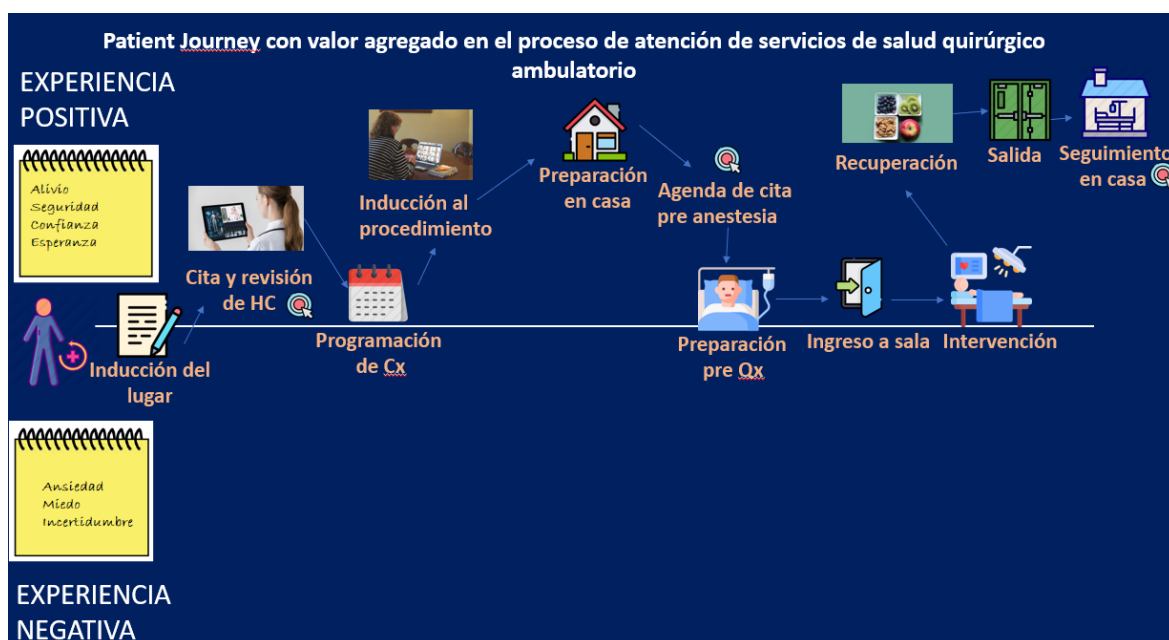 Patient Journey con valor agregado en el proceso de atención de servicios de salud quirúrgico
ambulatorio
EXPERIENCIA
POSITIVA
Alivio
Seguridad
Confianza
Esperanza
Inducción del
lugar
Cita y revisión
de HC
Programación
de Cx
Inducción al
procedimiento
Preparación
en casa
Agenda de cita
pre anestesia
Preparación
pre Qx
Ingreso a sala
Intervención
Recuperación
Salida
Seguimiento
en casa
Ansiedad
Miedo
Incertidumbre
EXPERIENCIA
NEGATIVA